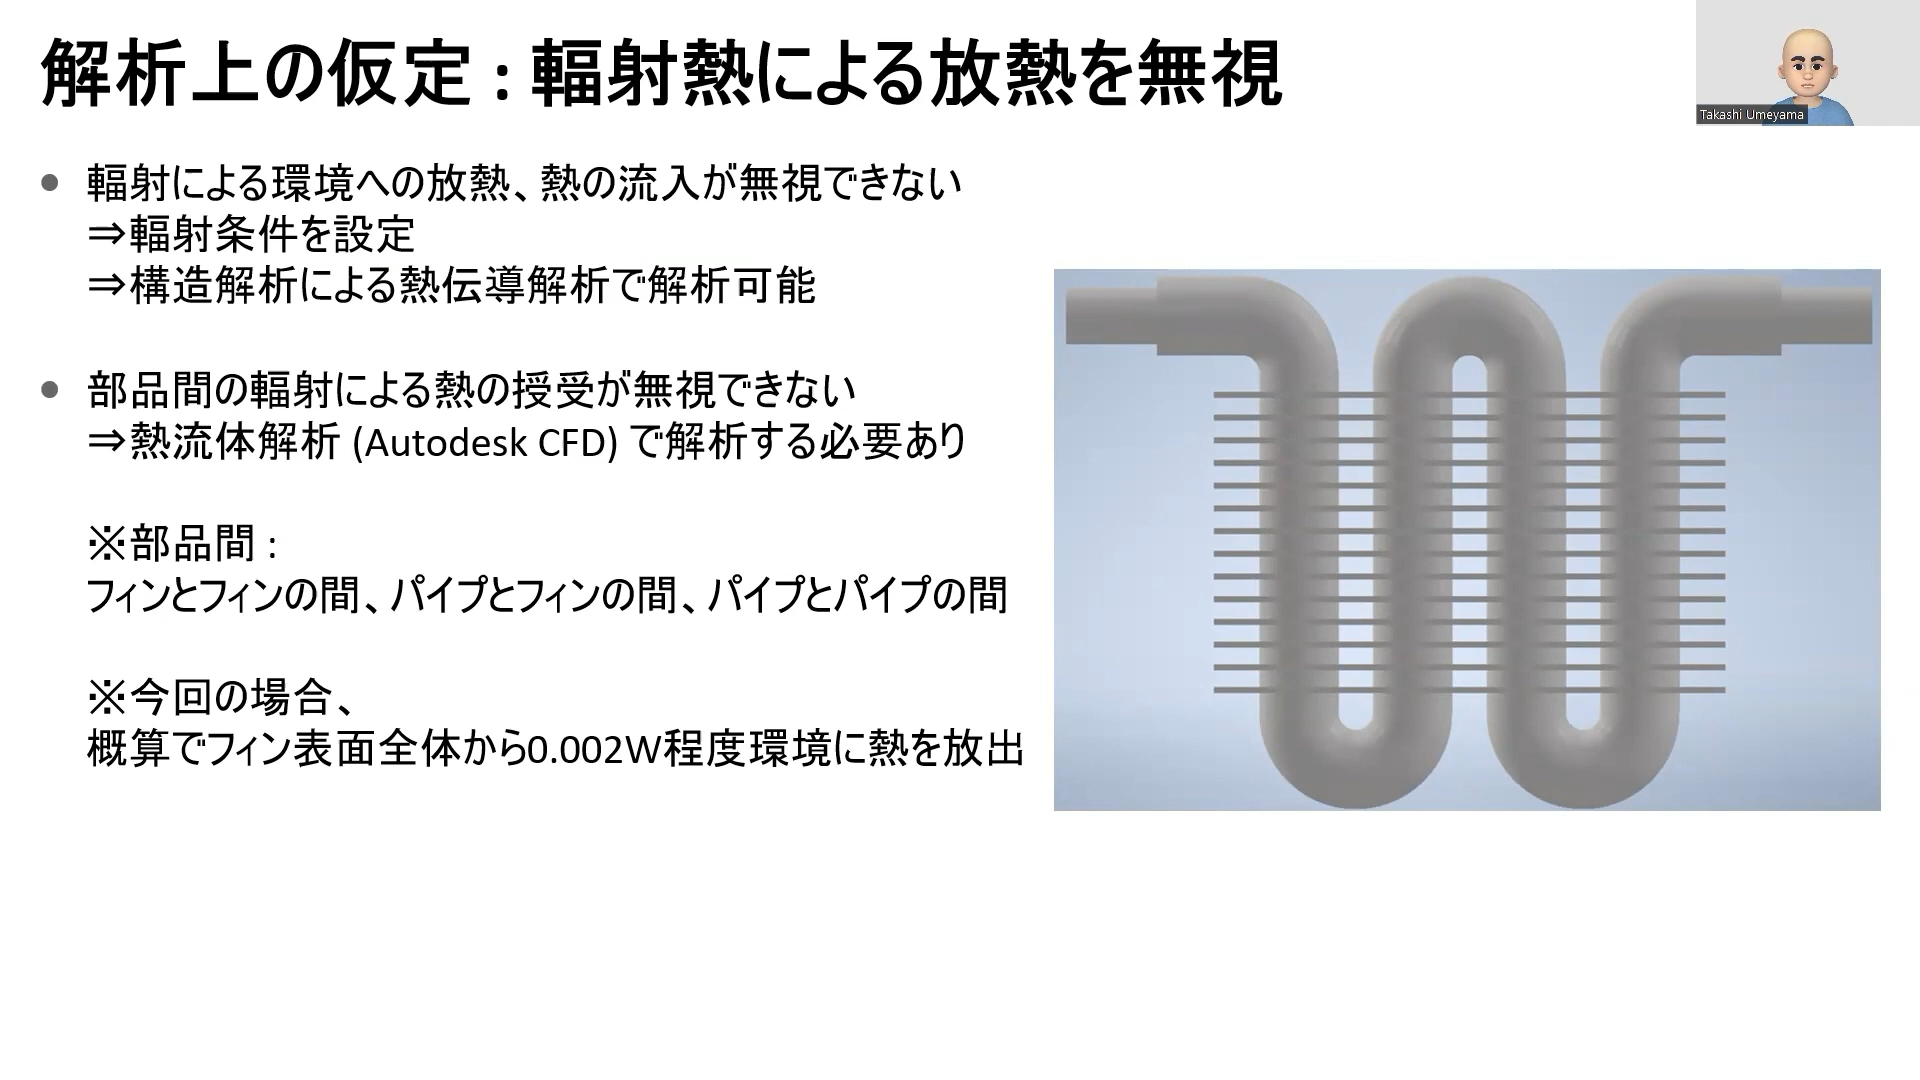 解析上の仮定 : 輻射熱による放熱を無視
Takashi Umeyama
• 輻射による環境への放熱、熱の流入が無視できない
⇒輻射条件を設定
⇒構造解析による熱伝導解析で解析可能
• 部品間の輻射による熱の授受が無視できない
⇒熱流体解析 (Autodesk CFD) で解析する必要あり
※部品間 :
フィンとフィンの間、パイプとフィンの間、パイプとパイプの間
※今回の場合、
概算でフィン表面全体から0.002W程度環境に熱を放出